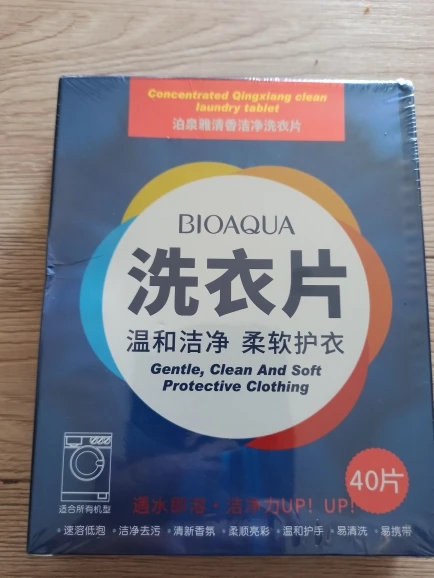 Concentrated Qingxiang clean
laundry tablet
泊泉雅清香洁净洗衣片
BIOAQUA
洗衣片
温和洁净 柔软护衣
Gentle, Clean And Soft
Protective Clothing
40片
遇水即溶·洁净力UP! UP!
适合所有机型
·速溶低泡 ·洁净去污 ·清新香氛 ·柔顺亮彩 ·温和护手 ·易清洗 ·易携带